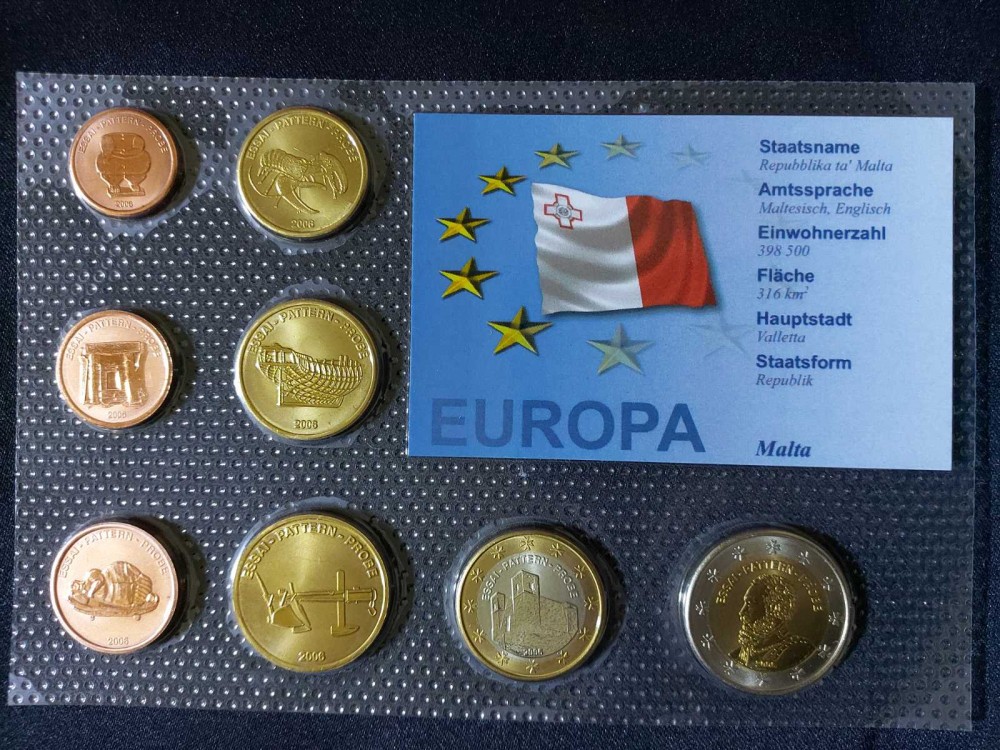 ESSAI - PATTERN - PROBE
2006
ESSAI - PATTERN - PROBE
2006
Staatsname
Repubblika ta' Malta
Amtssprache
Maltesisch, Englisch
Einwohnerzahl
398 500
Fläche
316 km²
Hauptstadt
Valletta
Staatsform
Republik
EUROPA
Malta
ESSAI - PATTERN - PROBE
2006
ESSAI - PATTERN - PROBE
2006
ESSAI - PATTERN - PROBE
2006
ESSAI - PATTERN - PROBE
2006
ESSAI - PATTERN - PROBE
2006
ESSAI - PATTERN - PROBE
2006